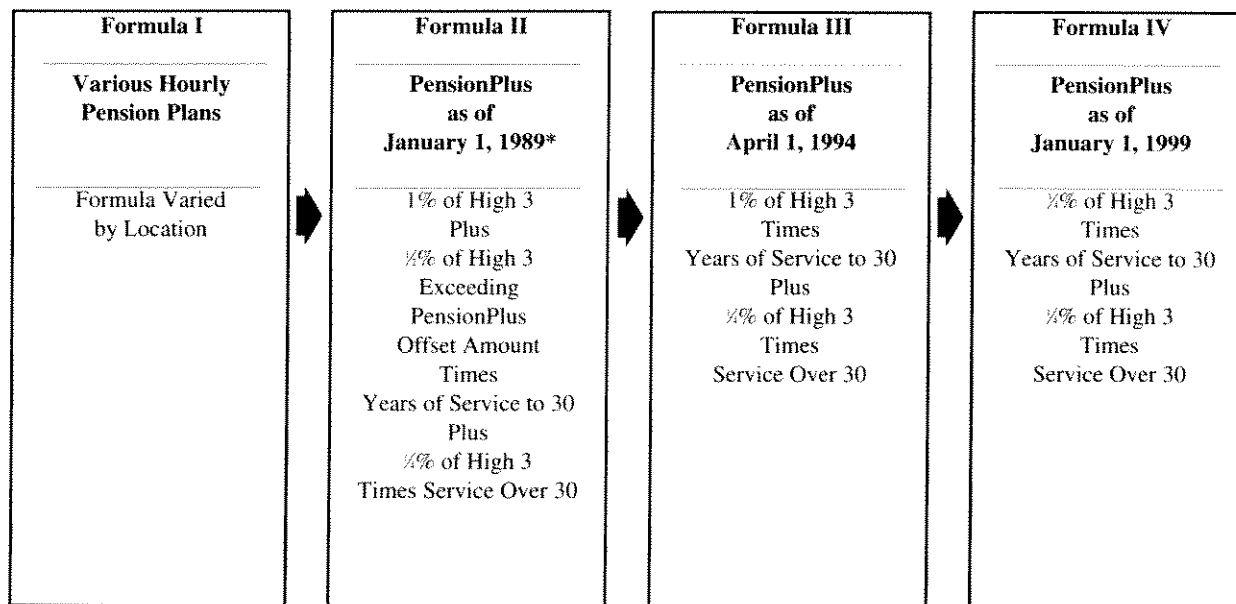 Formula I
Various Hourly
Pension Plans
Formula Varied
by Location
Formula II
PensionPlus
as of
January 1, 1989*
1% of High 3
Plus
of High 3
Exceeding
PensionPlus
Offset Amount
Times
Years of Service to 30
Plus
of High 3
Times Service Over 30
Formula III
PensionPlus
as of
April 1, 1994
1% of High 3
Times
Years of Service to 30
Plus
of High 3
Times
Service Over 30
Formula IV
PensionPlus
as of
January 1, 1999
of High 3
Times
Years of Service to 30
Plus
of High 3
Times
Service Over 30